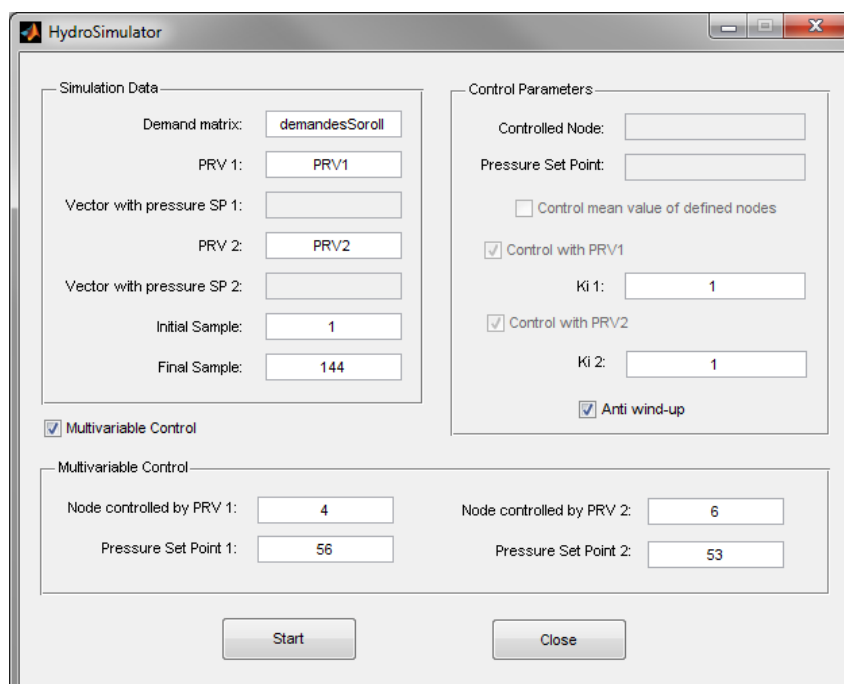 HydroSimulator
Simulation Data
Demand matrix: demandesSoroll
PRV 1: PRV1
Vector with pressure SP 1:
PRV 2: PRV2
Vector with pressure SP 2:
Initial Sample: 1
Final Sample: 144
Multivariable Control
Control Parameters
Controlled Node:
Pressure Set Point:
Control mean value of defined nodes
Control with PRV1
Ki 1: 1
Control with PRV2
Ki 2: 1
Anti wind-up
Multivariable Control
Node controlled by PRV 1: 4
Pressure Set Point 1: 56
Node controlled by PRV 2: 6
Pressure Set Point 2: 53
Start
Close